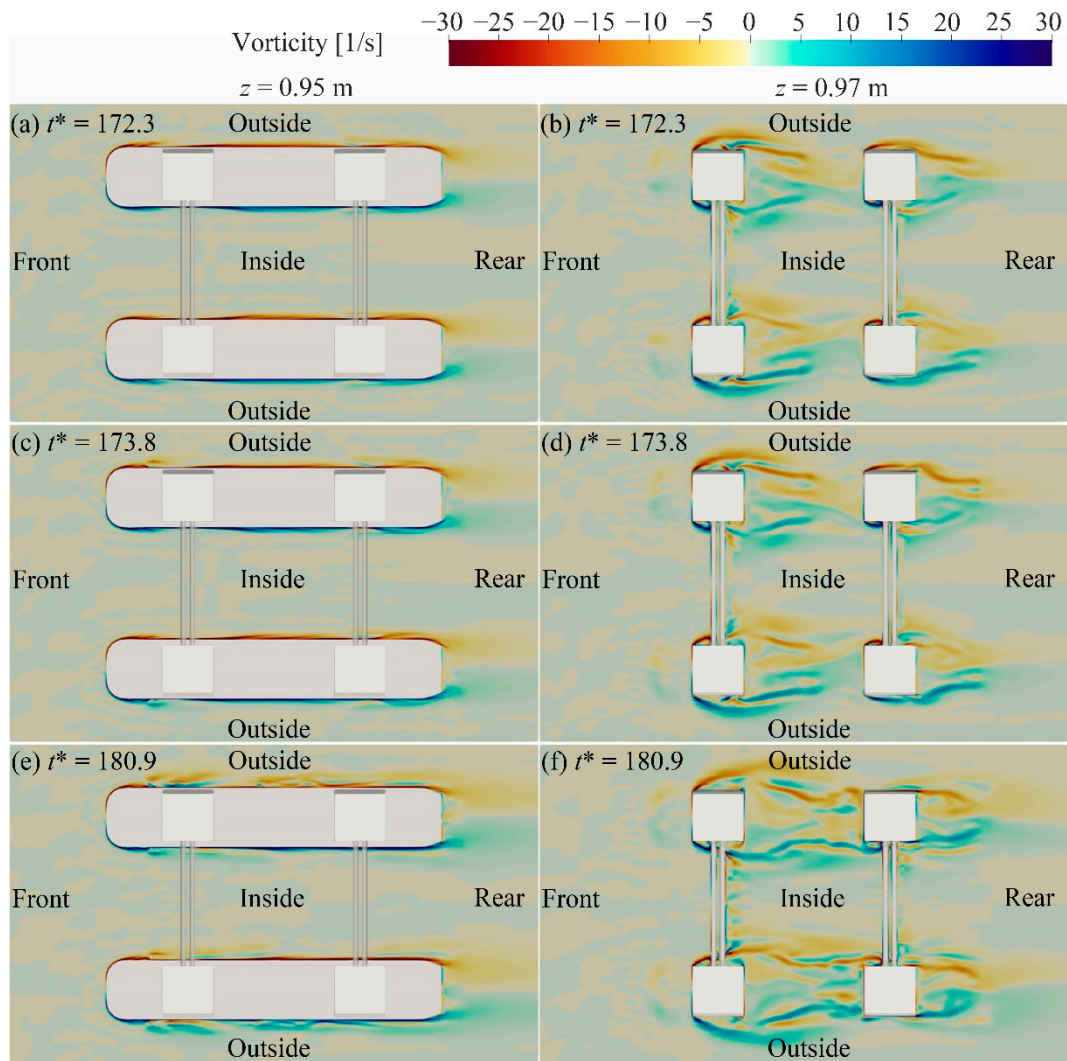 −30 −25 −20 −15 −10 −5 0 5 10 15 20 25 30
Vorticity [1/s]
z = 0.95 m z = 0.97 m
(a) t* = 172.3 Outside
Front Inside Rear
Outside
(b) t* = 172.3 Outside
Front Inside Rear
Outside
(c) t* = 173.8 Outside
Front Inside Rear
Outside
(d) t* = 173.8 Outside
Front Inside Rear
Outside
(e) t* = 180.9 Outside
Front Inside Rear
Outside
(f) t* = 180.9 Outside
Front Inside Rear
Outside